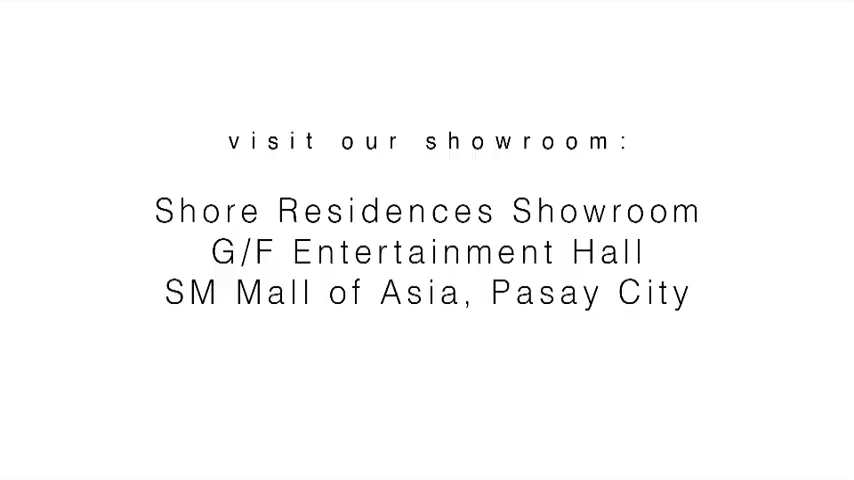 visit our showroom:
Shore Residences Showroom
G/F Entertainment Hall
SM Mall of Asia, Pasay City